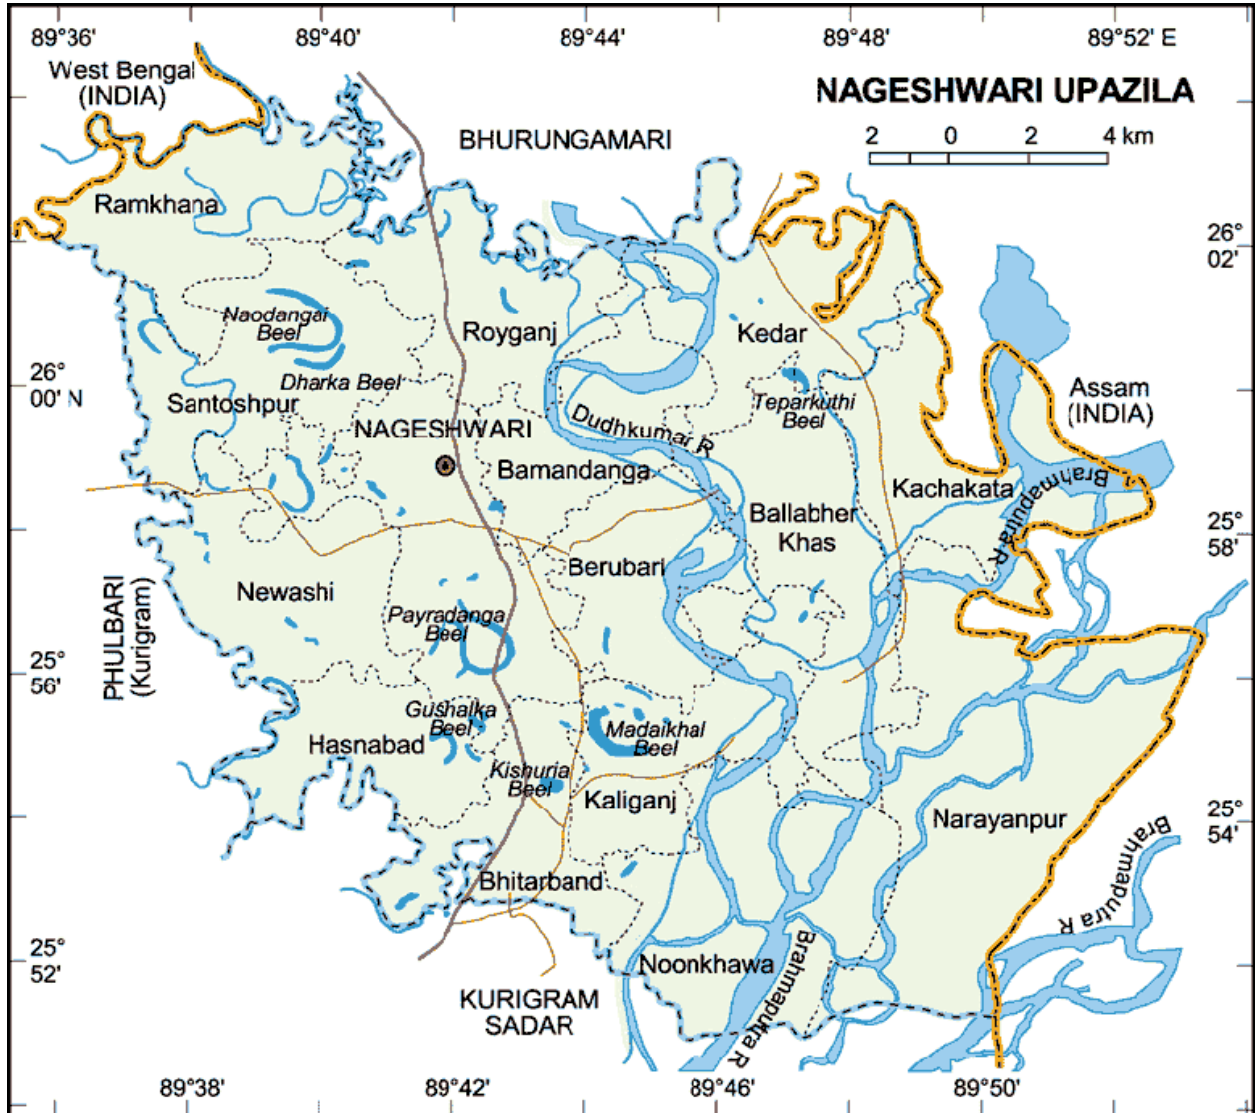 89°36'
89°40'
89°44'
89°48'
89°52' E
West Bengal
(INDIA)
NAGESHWARI UPAZILA
BHURUNGAMARI
2 0 2 4 km
Ramkhana
26°
02'
Naodangai
Beel
Royganj
Kedar
Dharka Beel
26°
00' N
Santoshpur
Teparkuthi
Beel
Assam
(INDIA)
Dudhkumar R
NAGESHWARI
Bamandanga
Kachakata
Brahmaputra R
Ballabher
Khas
25°
58'
Berubari
Newashi
PHULBARI
(Kurigram)
Payradanga
Beel
25°
56'
Gushalka
Beel
Madaikhal
Beel
Hasnabad
Kishuria
Beel
Kaliganj
Narayanpur
25°
54'
Brahmaputra R
Bhitarband
25°
52'
Noonkhawa
Brahmaputra R
KURIGRAM
SADAR
89°38'
89°42'
89°46'
89°50'